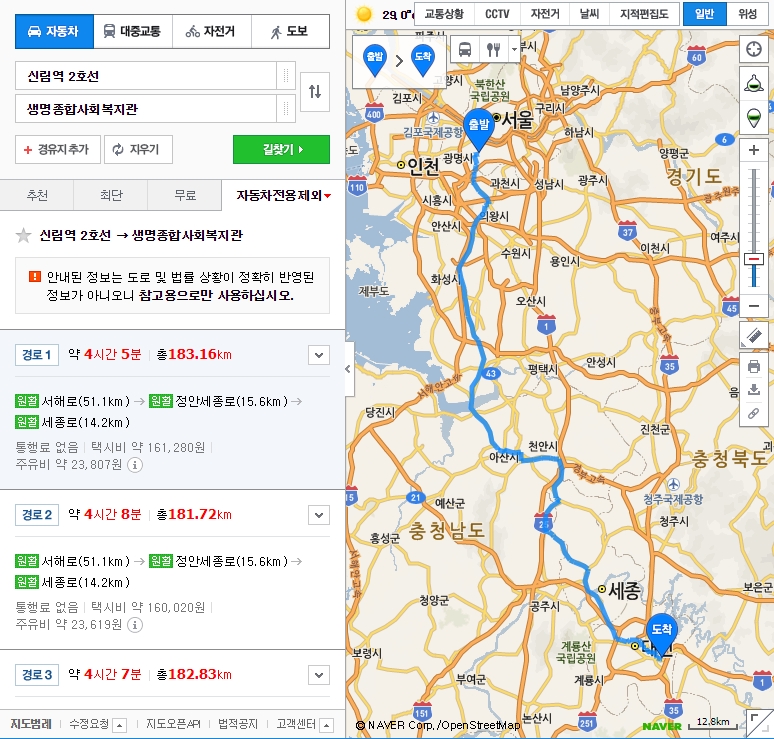 자동차 대중교통 자전거 도보
신림역 2호선
생명종합사회복지관
+ 경유지추가 지우기 길찾기
추천 최단 무료 자동차전용제외
신림역 2호선 → 생명종합사회복지관
안내된 정보는 도로 및 법률 상황이 정확히 반영된
정보가 아니오니 참고용으로만 사용하십시오.
경로1 약 4시간 5분 총183.16km
원활 서해로(51.1km) → 원활 정안세종로(15.6km) →
원활 세종로(14.2km)
통행료 없음 | 택시비 약 161,280원 |
주유비 약 23,807원
경로2 약 4시간 8분 총181.72km
원활 서해로(51.1km) → 원활 정안세종로(15.6km) →
원활 세종로(14.2km)
통행료 없음 | 택시비 약 160,020원 |
주유비 약 23,619원
경로3 약 4시간 7분 총182.83km
지도범례 수정요청 지도오픈API 법적공지 고객센터
교통상황 CCTV 자전거 날씨 지적편집도 일반 위성
출발 > 도착
60
북한산
국립공원
남양주시
김포시
구리시
400
출발
서울
김포국제공항
하남시
6
양평군
광명시
인천
경기도
110
과천시
성남시
광주시
시흥시
의왕시
안산시
37
여주시
수원시
이천시
용인시
화성시
제부도
오산시
45
1
평택시
안성시
35
43
서해안고속
당진시
진천군
천안시
아산시
충청북도
경부고속
15
21
예산군
청주국제공항
충청남도
청주시
25
홍성군
보은군
청양군
세종
공주시
도착
계룡산
국립공원
보령시
부여군
계룡시
1
논산시
151
251
35
© NAVER Corp./OpenStreetMap
NAVER 12.8km